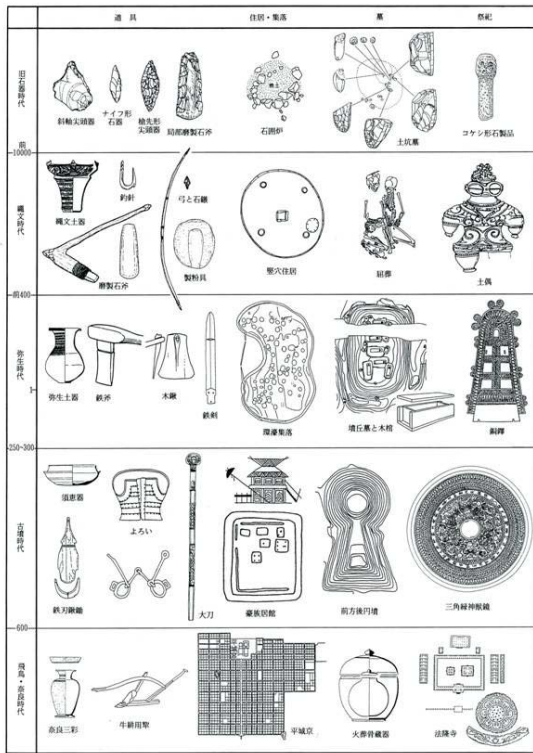 道具
住居・集落
墓
祭祀
旧石器時代
斜軸尖頭器
ナイフ形
石器
槍先形
尖頭器
局部磨製石斧
石囲炉
土坑墓
コケシ形石製品
前
10000
縄文時代
縄文土器
釣針
弓と石鏃
磨製石斧
製粉具
竪穴住居
屈葬
土偶
前400
弥生時代
1
弥生土器
鉄斧
木鍬
鉄剣
環濠集落
墳丘墓と木棺
銅鐸
250~300
古墳時代
須恵器
よろい
鉄刃鍬鋤
大刀
豪族居館
前方後円墳
三角縁神獣鏡
600
飛鳥・奈良時代
奈良三彩
牛耕用犂
平城京
火葬骨蔵器
法隆寺